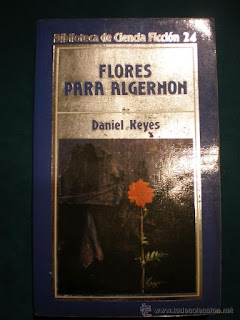 Biblioteca de Ciencia Ficción 24
FLORES
PARA ALGERNON
Daniel Keyes
www.todocoleccion.net